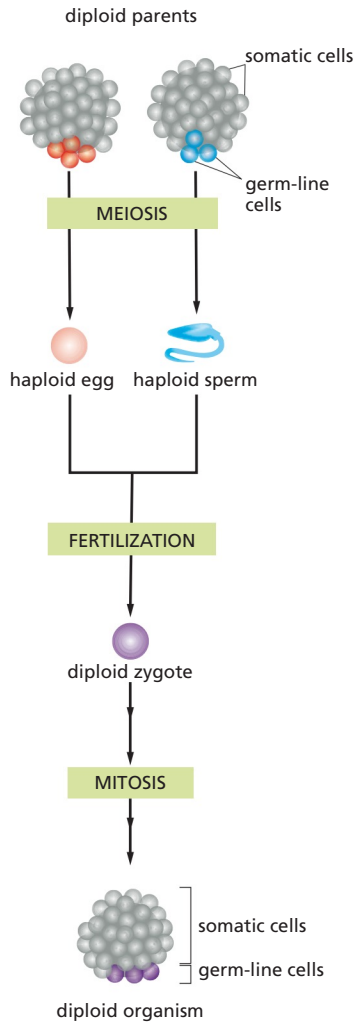 diploid parents
somatic cells
germ-line
cells
MEIOSIS
haploid egg
haploid sperm
FERTILIZATION
diploid zygote
MITOSIS
somatic cells
germ-line cells
diploid organism